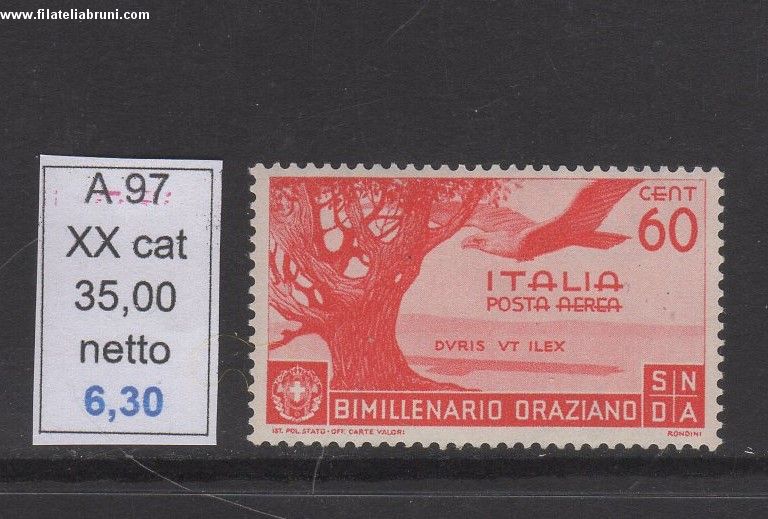 www.filateliabruni.com
A 97
XX cat
35,00
netto
6,30
CENT
60
ITALIA
POSTA AEREA
DVRIS VT ILEX
BIMILLENARIO ORAZIANO
S N
D A
IST. POL. STATO - OFF. CARTE VALORI
RONDINI